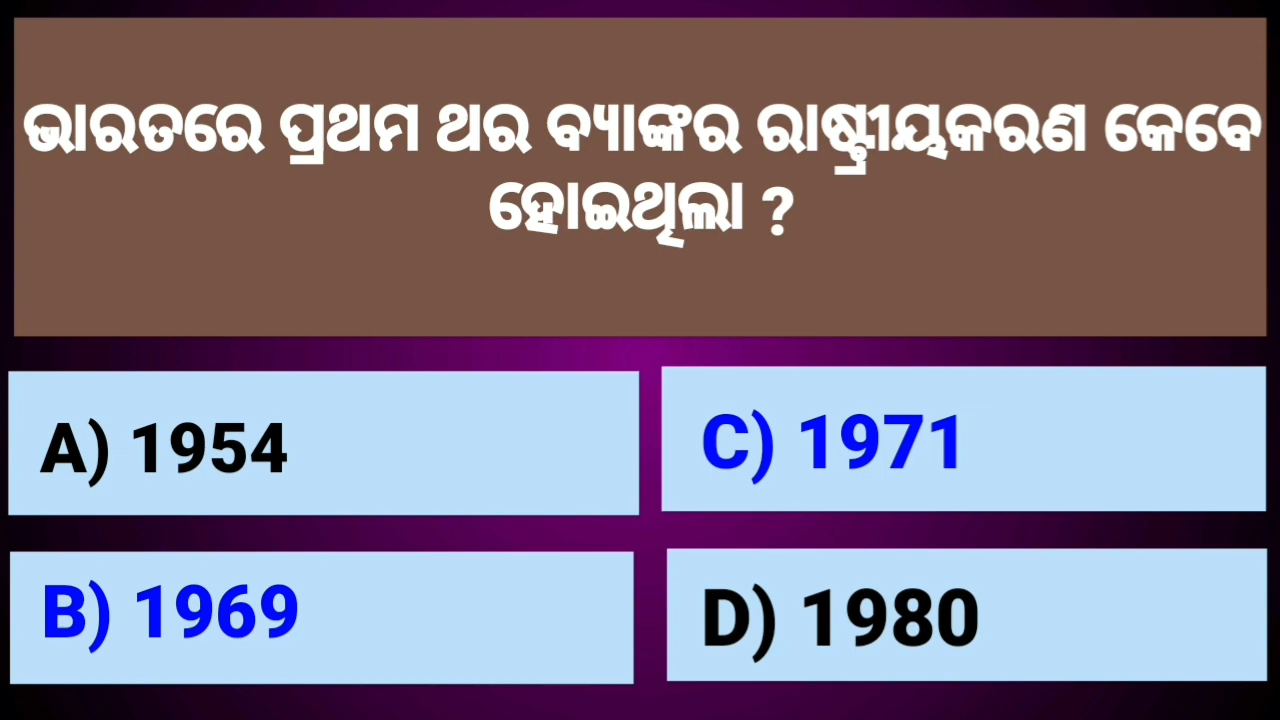 ଭାରତରେ ପ୍ରଥମ ଥର ବ୍ୟାଙ୍କର ରାଷ୍ଟ୍ରୀୟକରଣ କେବେ
ହୋଇଥିଲା ?
A) 1954
C) 1971
B) 1969
D) 1980